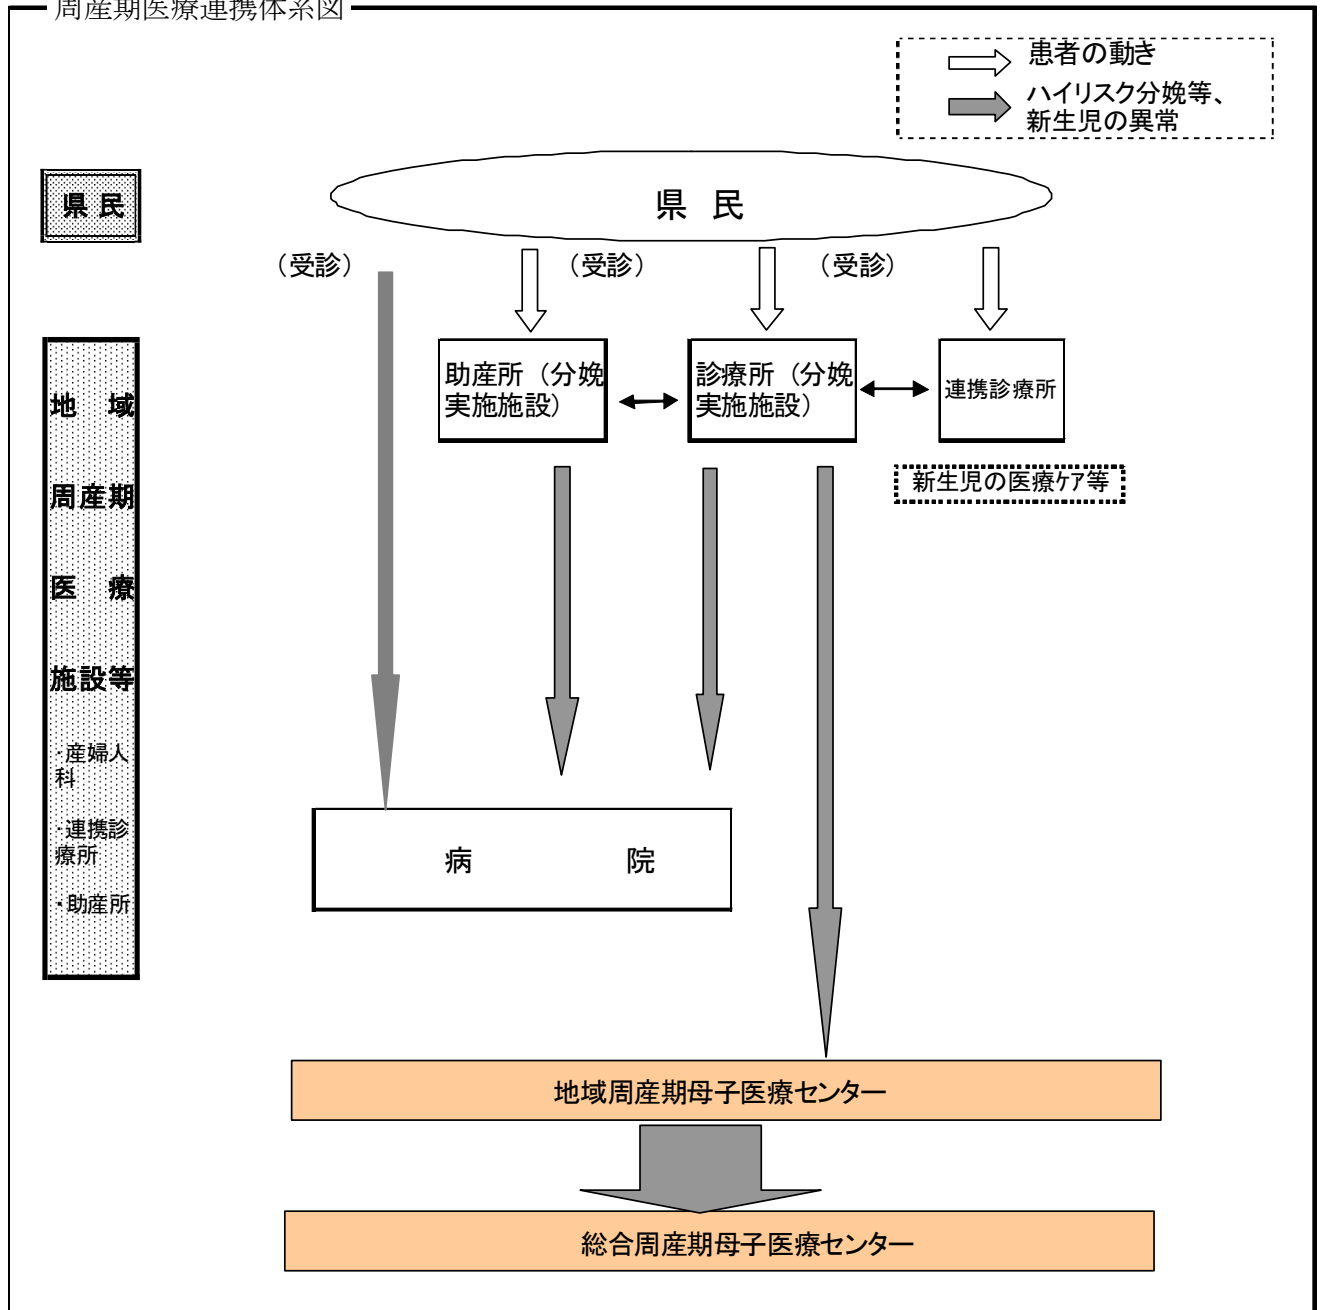 周産期医療連携体系図
患者の動き
ハイリスク分娩等、
新生児の異常
県民
県 民
（受診）
（受診）
（受診）
助産所（分娩
実施施設）
診療所（分娩
実施施設）
連携診療所
新生児の医療ケア等
地 域
周産期
医 療
施設等
・産婦人
科
・連携診
療所
・助産所
病 院
地域周産期母子医療センター
総合周産期母子医療センター